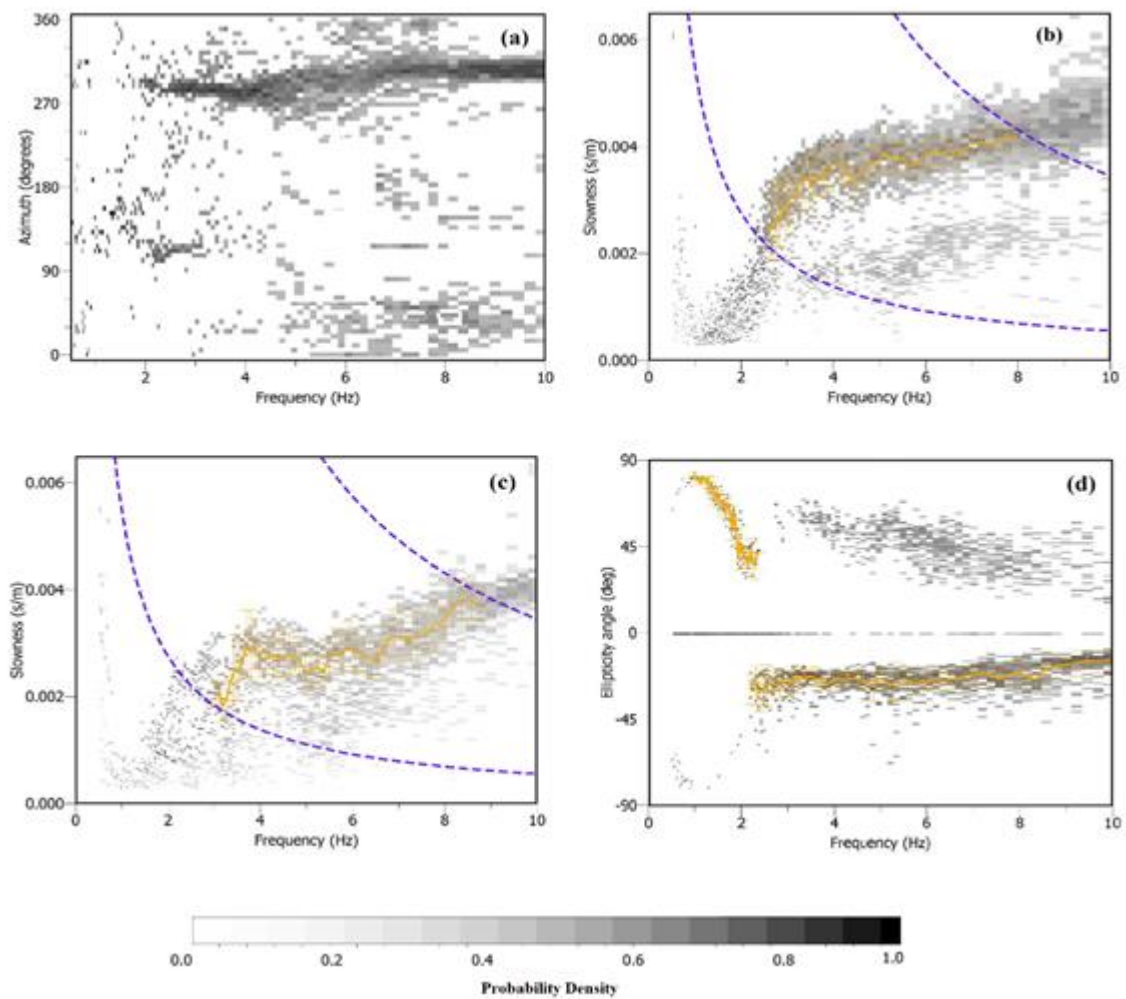 (a)
360
270
180
90
0
Azimuth (degrees)
2 4 6 8 10
Frequency (Hz)
(b)
0.006
0.004
0.002
0.000
Slowness (s/m)
0 2 4 6 8 10
Frequency (Hz)
(c)
0.006
0.004
0.002
0.000
Slowness (s/m)
0 2 4 6 8 10
Frequency (Hz)
(d)
90
45
0
-45
-90
Ellipticity angle (deg)
0 2 4 6 8 10
Frequency (Hz)
0.0 0.2 0.4 0.6 0.8 1.0
Probability Density